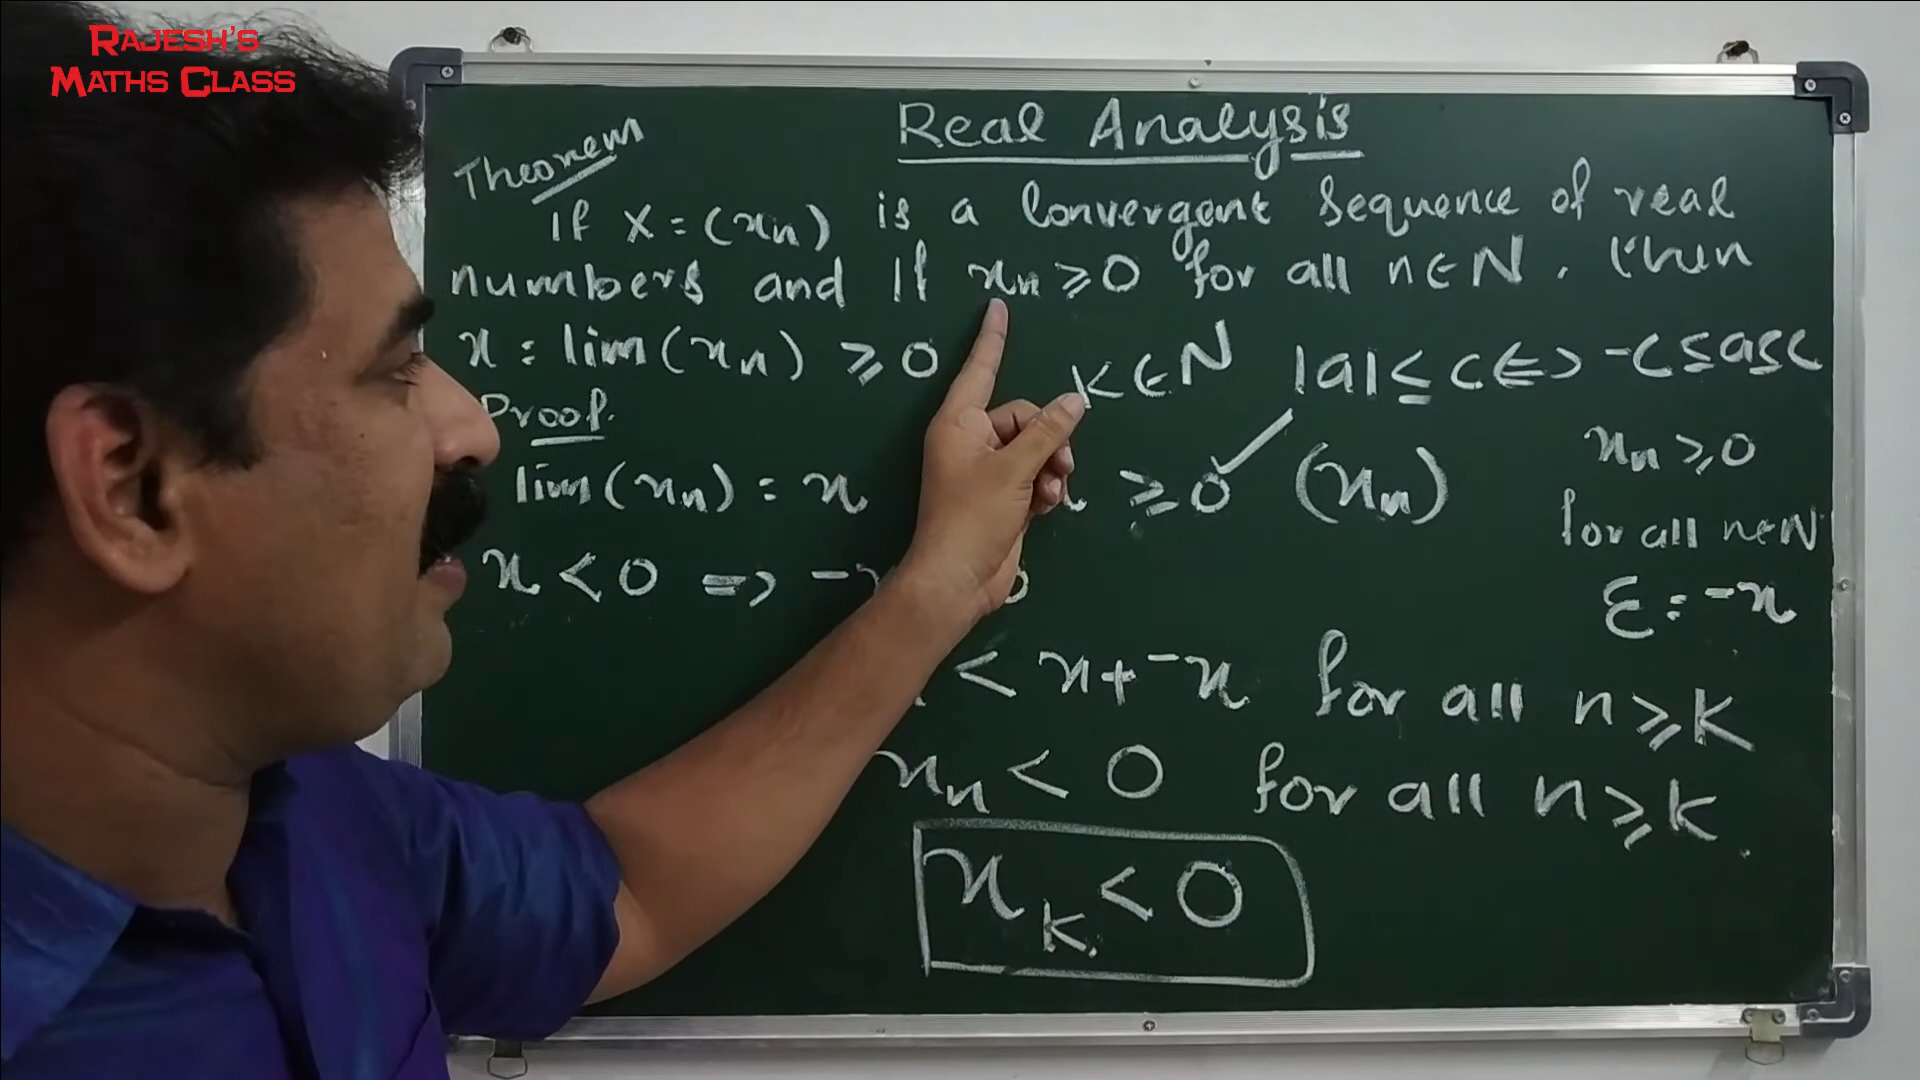 RAJESH'S
MATHS CLASS
Real Analysis
Theorem
If X = (xn) is a Convergent Sequence of real
numbers and if xn ≥ 0 for all n∈N, then
x = lim(xn) ≥ 0
K∈N |a| ≤ c ⇔ -c ≤ a ≤ c
Proof.
lim(xn) = x
≥ 0 ✓ (xn)
xn ≥ 0
for all n∈N
x < 0 => -
ε = -x
< x + -x for all n ≥ K
xn < 0 for all n ≥ K.
xK. < 0